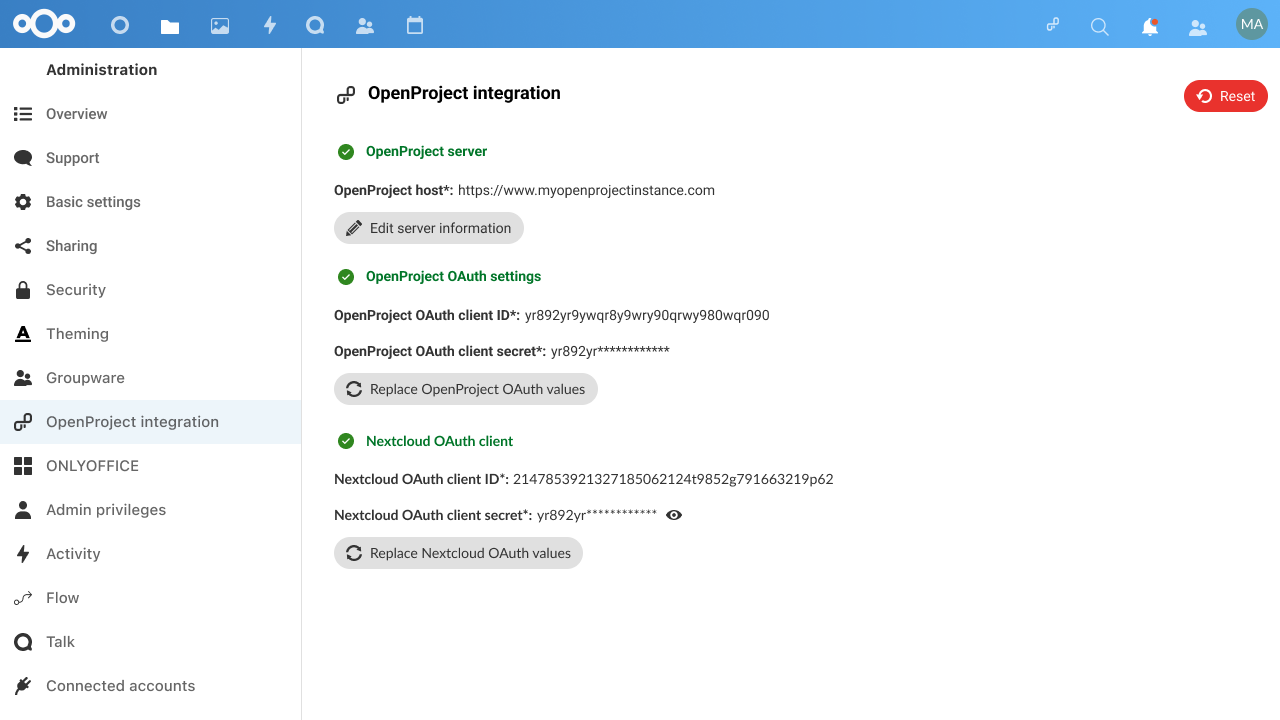 MA
Administration
Overview
Support
Basic settings
Sharing
Security
Theming
Groupware
OpenProject integration
ONLYOFFICE
Admin privileges
Activity
Flow
Talk
Connected accounts
OpenProject integration
Reset
OpenProject server
OpenProject host*: https://www.myopenprojectinstance.com
Edit server information
OpenProject OAuth settings
OpenProject OAuth client ID*: yr892yr9ywqr8y9wry90qrwy980wqr090
OpenProject OAuth client secret*: yr892yr************
Replace OpenProject OAuth values
Nextcloud OAuth client
Nextcloud OAuth client ID*: 2147853921327185062124t9852g791663219p62
Nextcloud OAuth client secret*: yr892yr************
Replace Nextcloud OAuth values